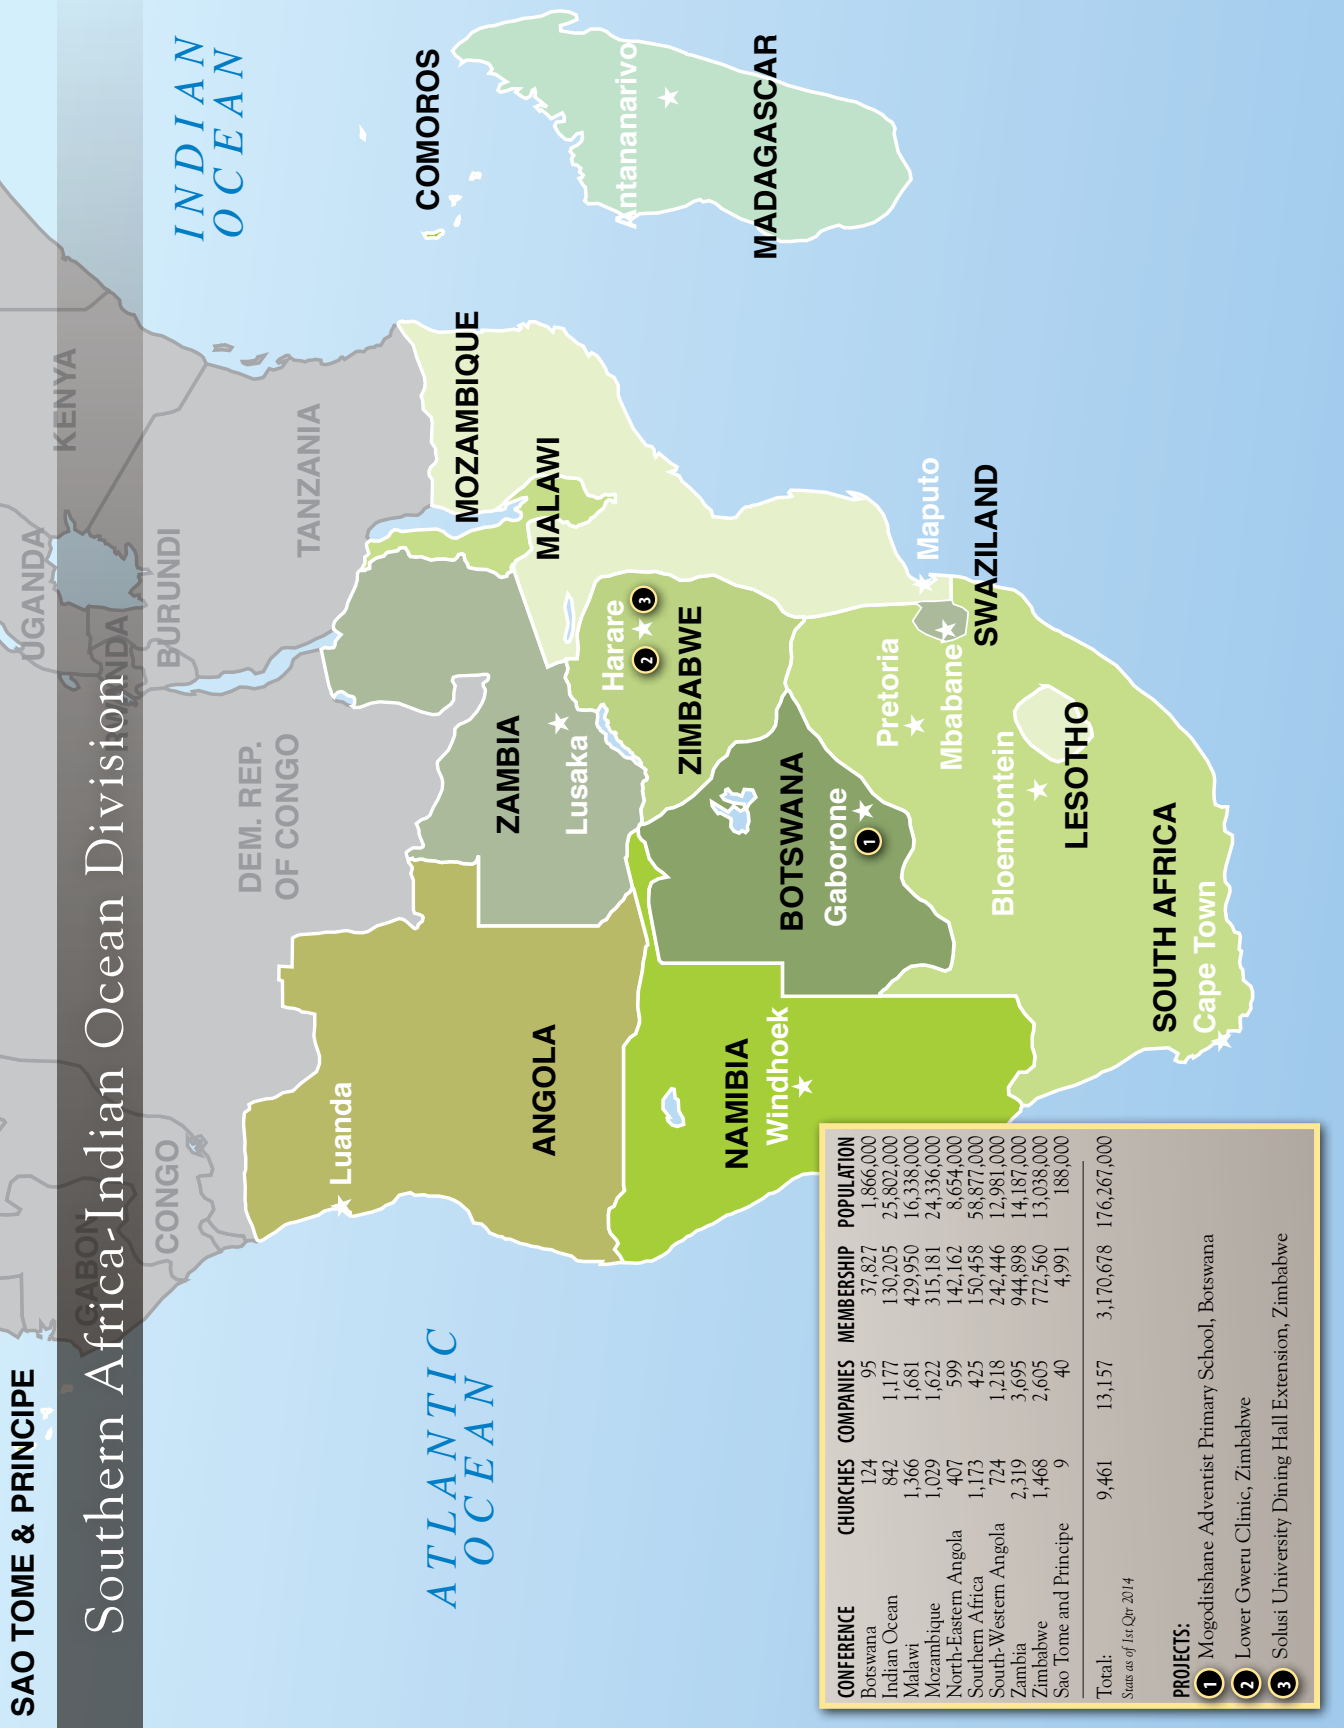 SAO TOME & PRINCIPE
Southern Africa-Indian Ocean Division
GABON
CONGO
UGANDA
KENYA
RWANDA
BURUNDI
TANZANIA
DEM. REP.
OF CONGO
INDIAN
OCEAN
ATLANTIC
OCEAN
COMOROS
Antananarivo
MADAGASCAR
Luanda
ANGOLA
ZAMBIA
Lusaka
MALAWI
MOZAMBIQUE
Harare
2
3
ZIMBABWE
NAMIBIA
Windhoek
BOTSWANA
Gaborone
1
Pretoria
Maputo
Mbabane
SWAZILAND
Bloemfontein
LESOTHO
SOUTH AFRICA
Cape Town
CONFERENCE CHURCHES COMPANIES MEMBERSHIP POPULATION
Botswana 124 95 37,827 1,866,000
Indian Ocean 842 1,177 130,205 25,802,000
Malawi 1,366 1,681 429,950 16,338,000
Mozambique 1,029 1,622 315,181 24,336,000
North-Eastern Angola 407 599 142,162 8,654,000
Southern Africa 1,173 425 150,458 58,877,000
South-Western Angola 724 1,218 242,446 12,981,000
Zambia 2,319 3,695 944,898 14,187,000
Zimbabwe 1,468 2,605 772,560 13,038,000
Sao Tome and Principe 9 40 4,991 188,000
Total: 9,461 13,157 3,170,678 176,267,000
Stats as of 1st Qtr 2014
PROJECTS:
1 Mogoditshane Adventist Primary School, Botswana
2 Lower Gweru Clinic, Zimbabwe
3 Solusi University Dining Hall Extension, Zimbabwe